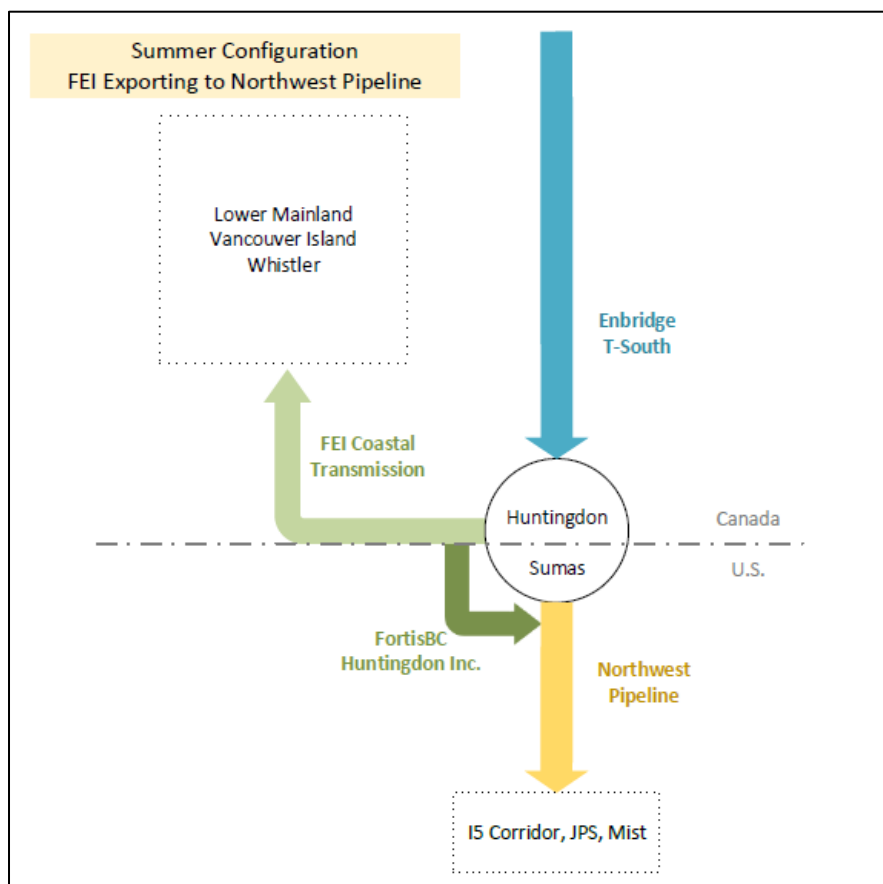 Summer Configuration
FEI Exporting to Northwest Pipeline
Lower Mainland
Vancouver Island
Whistler
Enbridge
T-South
FEI Coastal
Transmission
Huntingdon
Canada
Sumas
U.S.
FortisBC
Huntingdon Inc.
Northwest
Pipeline
I5 Corridor, JPS, Mist